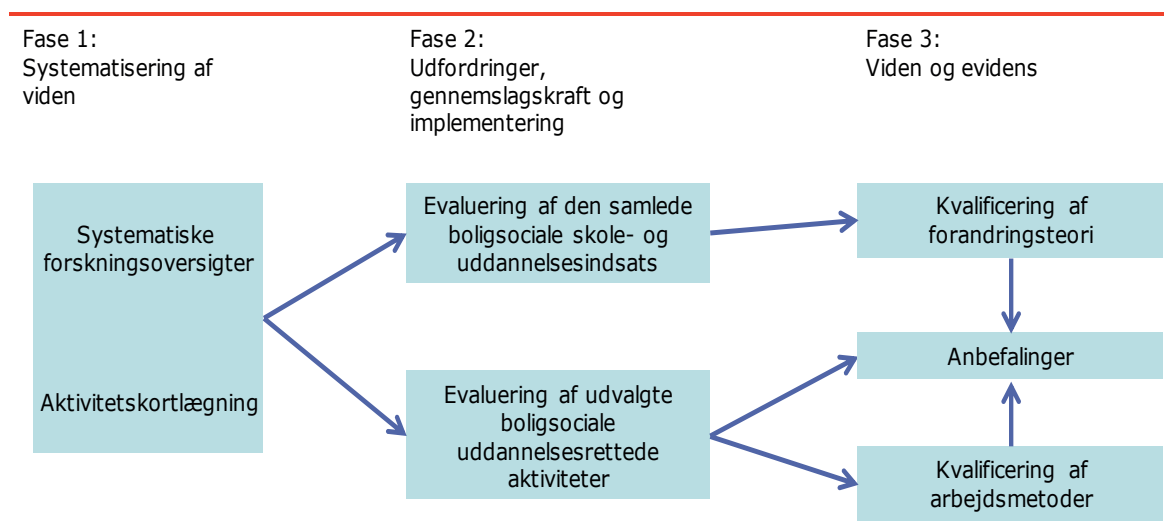 Fase 1:
Systematisering af
viden
Fase 2:
Udfordringer,
gennemslagskraft og
implementering
Fase 3:
Viden og evidens
Systematiske
forskningsoversigter
Aktivitetskortlægning
Evaluering af den samlede
boligsociale skole- og
uddannelsesindsats
Evaluering af udvalgte
boligsociale
uddannelsesrettede
aktiviteter
Kvalificering af
forandringsteori
Anbefalinger
Kvalificering af
arbejdsmetoder